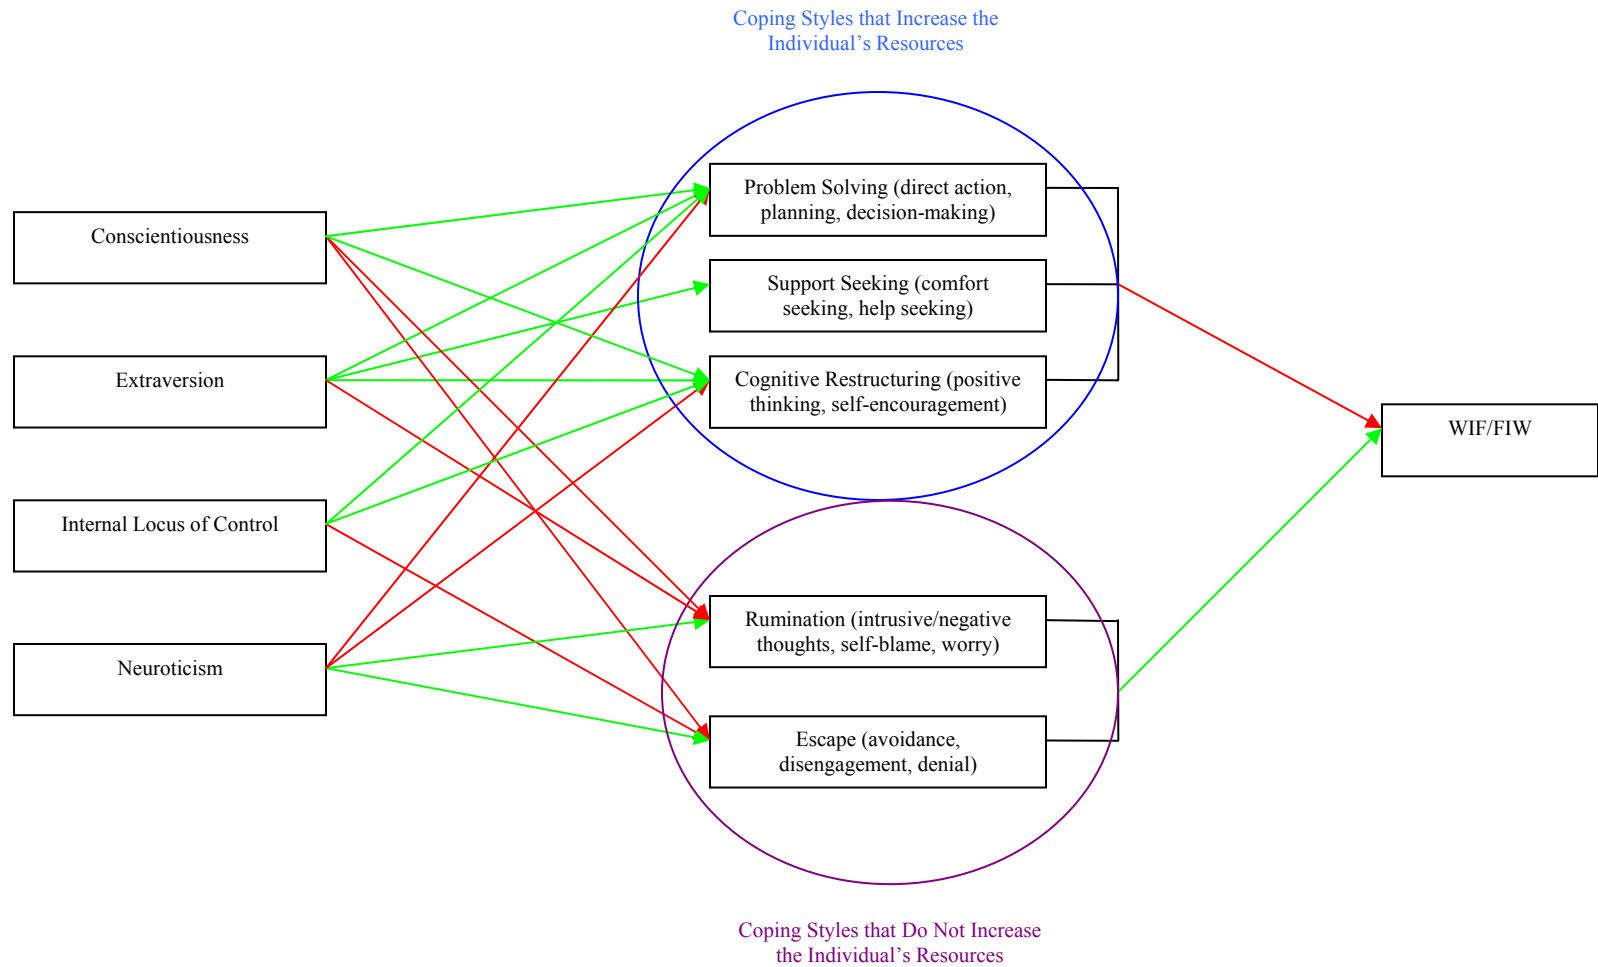 Coping Styles that Increase the
Individual’s Resources
Conscientiousness
Extraversion
Internal Locus of Control
Neuroticism
Problem Solving (direct action,
planning, decision-making)
Support Seeking (comfort
seeking, help seeking)
Cognitive Restructuring (positive
thinking, self-encouragement)
Rumination (intrusive/negative
thoughts, self-blame, worry)
Escape (avoidance,
disengagement, denial)
WIF/FIW
Coping Styles that Do Not Increase
the Individual’s Resources